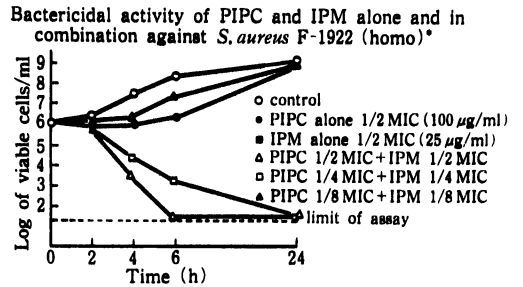 Bactericidal activity of PIPC and IPM alone and in
combination against S. aureus F-1922 (homo)*
Log of viable cells/ml
9
8
7
6
5
4
3
2
0 2 4 6 24
Time (h)
control
PIPC alone 1/2 MIC (100 μg/ml)
IPM alone 1/2 MIC (25 μg/ml)
PIPC 1/2 MIC + IPM 1/2 MIC
PIPC 1/4 MIC + IPM 1/4 MIC
PIPC 1/8 MIC + IPM 1/8 MIC
limit of assay